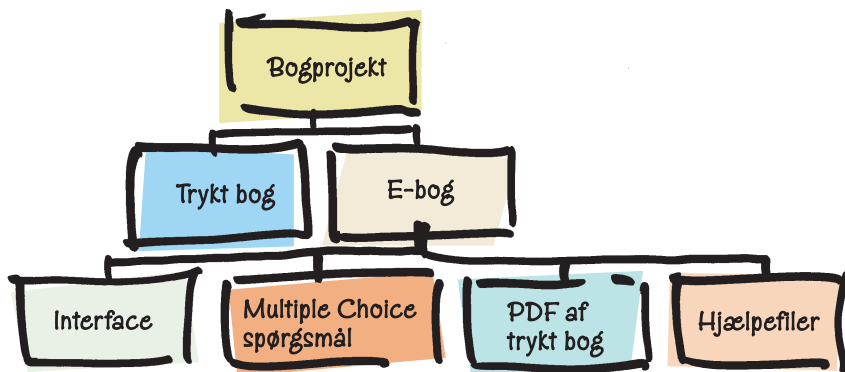 Bogprojekt
Trykt bog
E-bog
Interface
Multiple Choice
spørgsmål
PDF af
trykt bog
Hjælpefiler